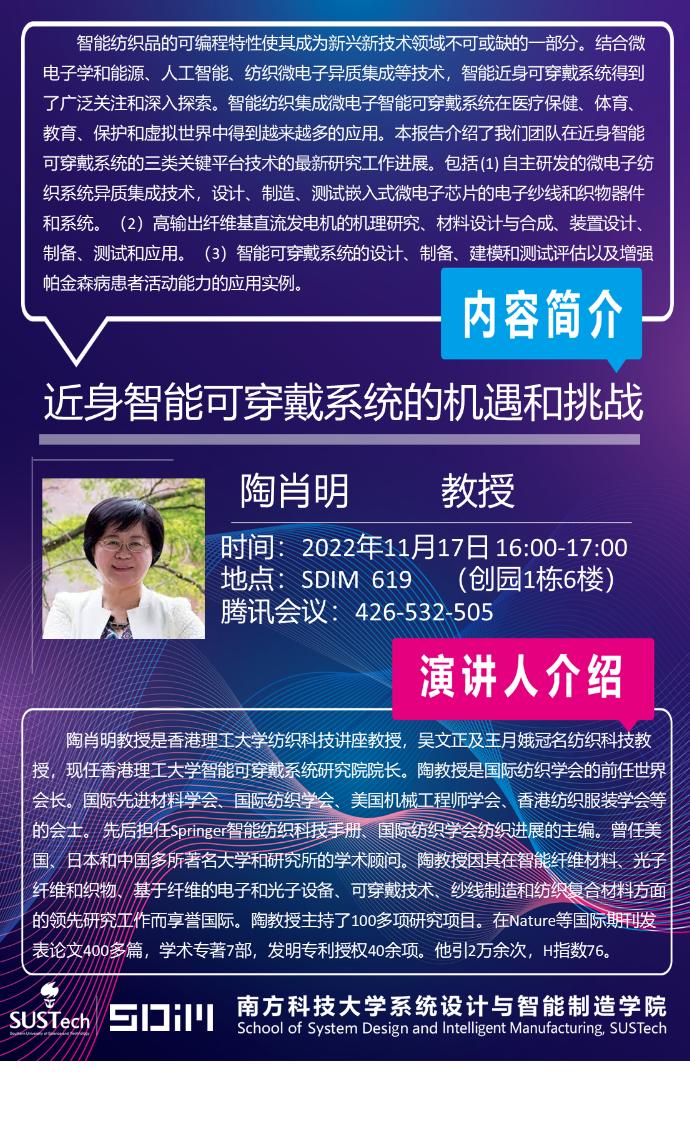 智能纺织品的可编程特性使其成为新兴新技术领域不可或缺的一部分。结合微
电子学和能源、人工智能、纺织微电子异质集成等技术，智能近身可穿戴系统得到
了广泛关注和深入探索。智能纺织集成微电子智能可穿戴系统在医疗保健、体育、
教育、保护和虚拟世界中得到越来越多的应用。本报告介绍了我们团队在近身智能
可穿戴系统的三类关键平台技术的最新研究工作进展。包括(1)自主研发的微电子纺
织系统异质集成技术，设计、制造、测试嵌入式微电子芯片的电子纱线和织物器件
和系统。（2）高输出纤维基直流发电机的机理研究、材料设计与合成、装置设计、
制备、测试和应用。（3）智能可穿戴系统的设计、制备、建模和测试评估以及增强
帕金森病患者活动能力的应用实例。
内容简介
近身智能可穿戴系统的机遇和挑战
陶肖明 教授
时间：2022年11月17日 16:00-17:00
地点：SDIM 619 （创园1栋6楼）
腾讯会议：426-532-505
演讲人介绍
陶肖明教授是香港理工大学纺织科技讲座教授，吴文正及王月娥冠名纺织科技教
授，现任香港理工大学智能可穿戴系统研究院院长。陶教授是国际纺织学会的前任世界
会长。国际先进材料学会、国际纺织学会、美国机械工程师学会、香港纺织服装学会等
的会士。 先后担任Springer智能纺织科技手册、国际纺织学会纺织进展的主编。曾任美
国、日本和中国多所著名大学和研究所的学术顾问。陶教授因其在智能纤维材料、光子
纤维和织物、基于纤维的电子和光子设备、可穿戴技术、纱线制造和纺织复合材料方面
的领先研究工作而享誉国际。陶教授主持了100多项研究项目。在Nature等国际期刊发
表论文400多篇，学术专著7部，发明专利授权40余项。他引2万余次，H指数76。
SUSTech
Southern University of Science and Technology
SDIM
南方科技大学系统设计与智能制造学院
School of System Design and Intelligent Manufacturing, SUSTech